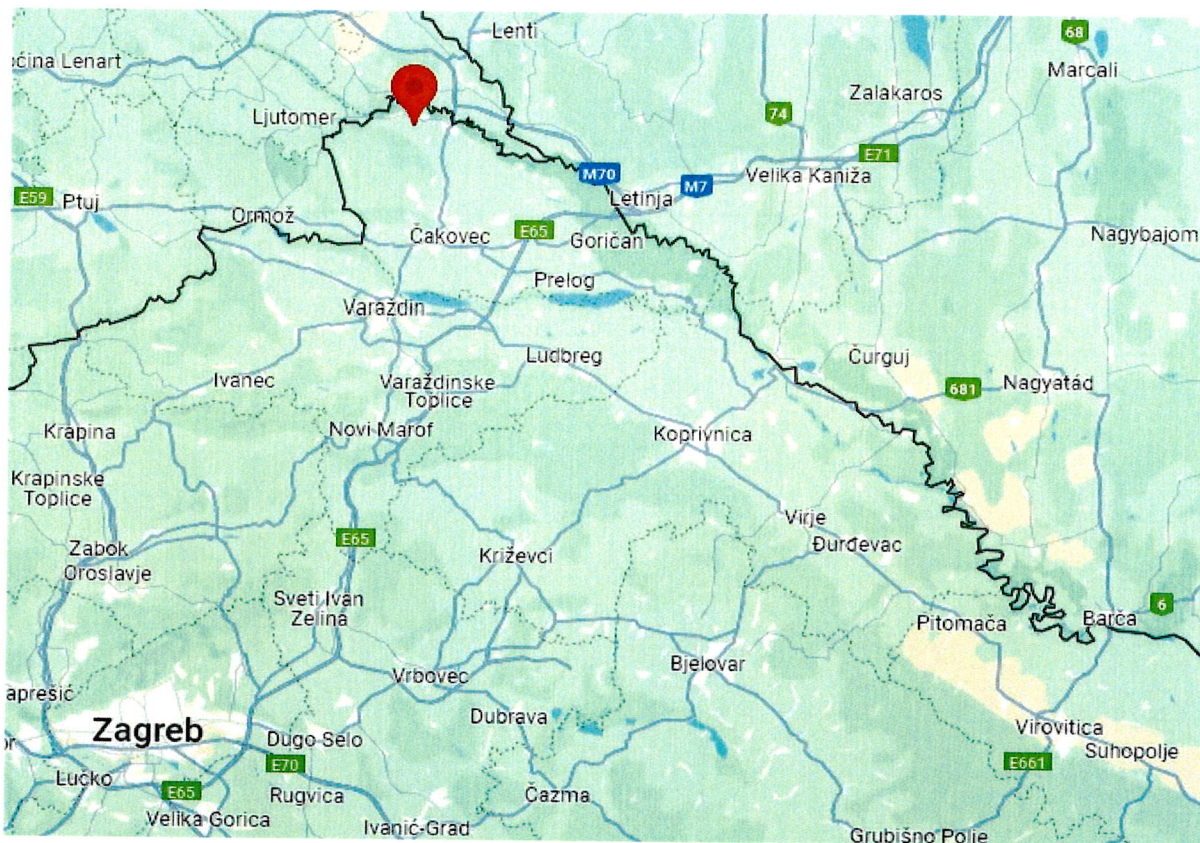 Lenti
68
očina Lenart
Marcali
Zalakaros
Ljutomer
74
E71
M70
Velika Kaniža
M7
E59
Ptuj
Letinja
Ormož
Čakovec
E65
Goričan
Nagybajom
Prelog
Varaždin
Ludbreg
Čurguj
Ivanec
Varaždinske
Toplice
681
Nagyatád
Krapina
Novi Marof
Koprivnica
Krapinske
Toplice
Virje
E65
Đurđevac
Zabok
Oroslavje
Križevci
Sveti Ivan
Zelina
6
Pitomača
Barča
Bjelovar
Vrbovec
aprešić
Dubrava
Zagreb
Dugo Selo
Virovitica
Suhopolje
E70
E661
Lučko
E65
Rugvica
Čazma
Velika Gorica
Ivanić-Grad
Grubišno Polje